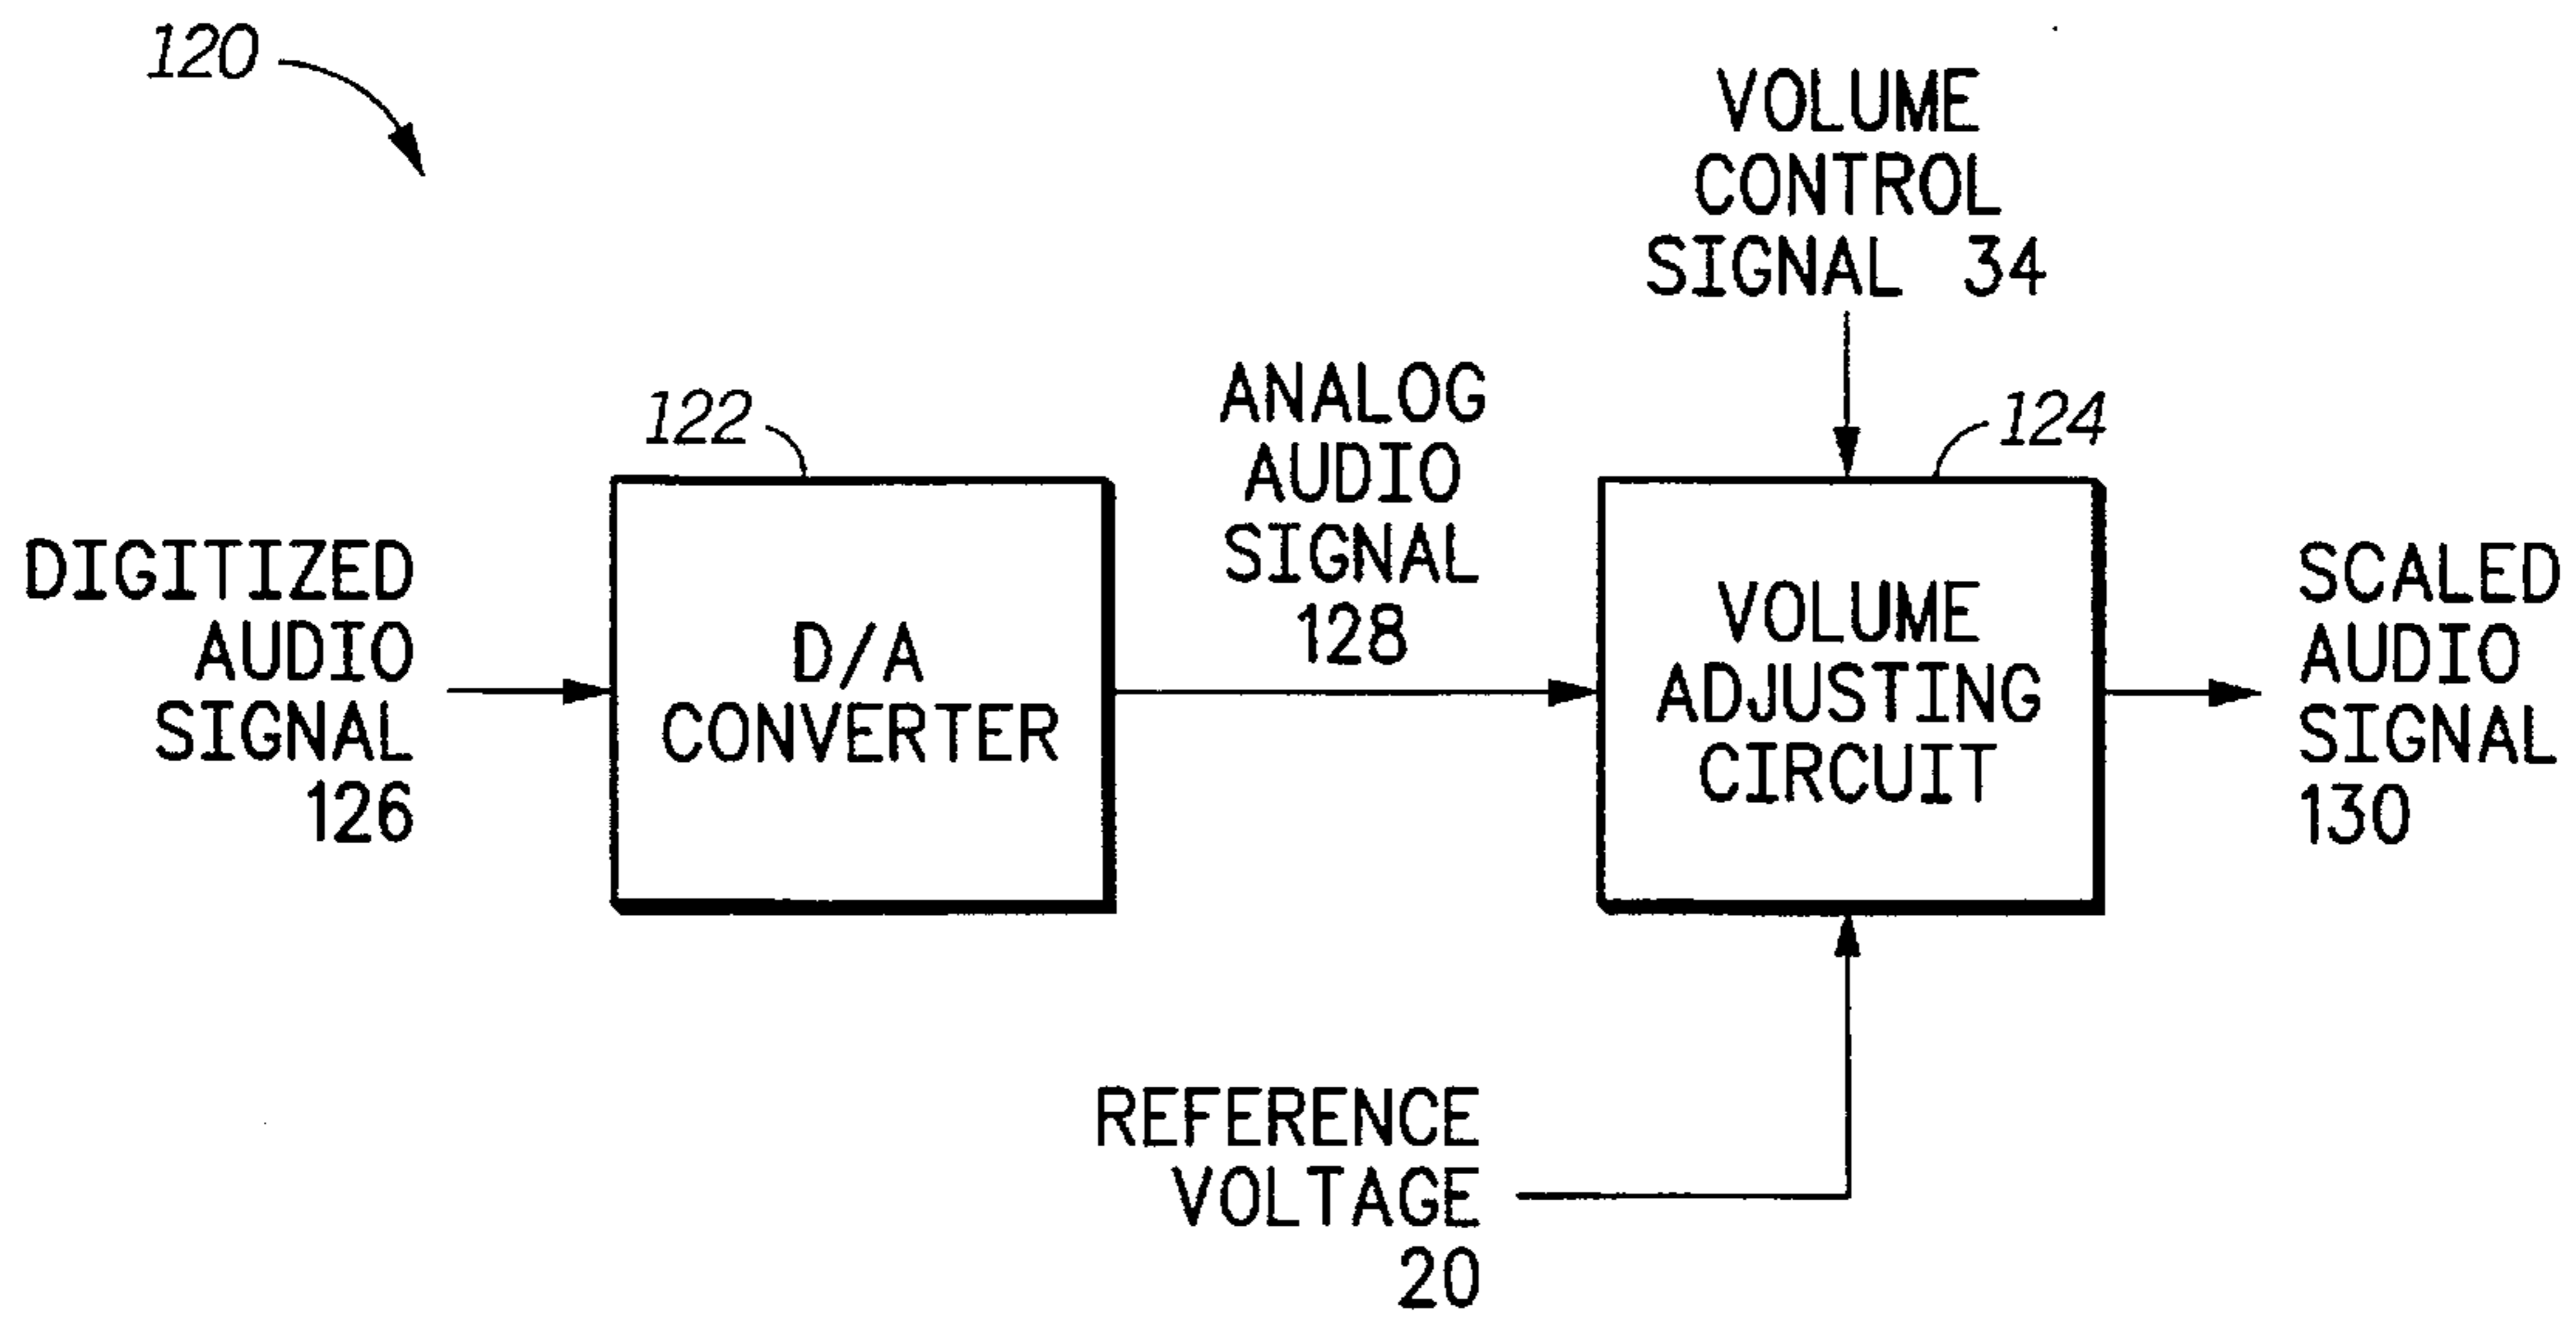 120
VOLUME
CONTROL
SIGNAL 34
122
ANALOG
AUDIO
SIGNAL
128
124
DIGITIZED
AUDIO
SIGNAL
126
D/A
CONVERTER
VOLUME
ADJUSTING
CIRCUIT
SCALED
AUDIO
SIGNAL
130
REFERENCE
VOLTAGE
20